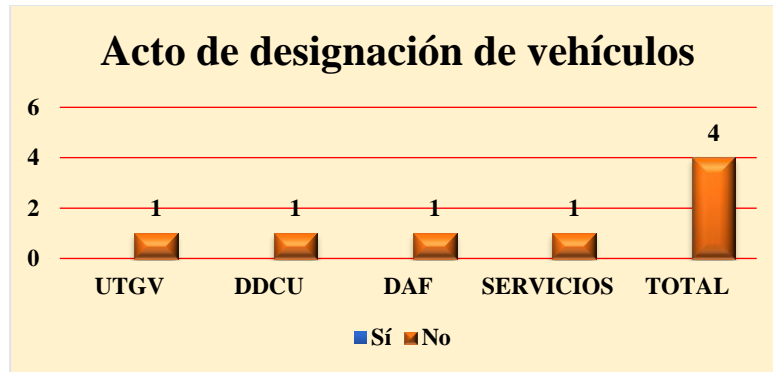 Acto de designación de vehículos
6
4
2
0
1 1 1 1 4
UTGV DDCU DAF SERVICIOS TOTAL
Sí No